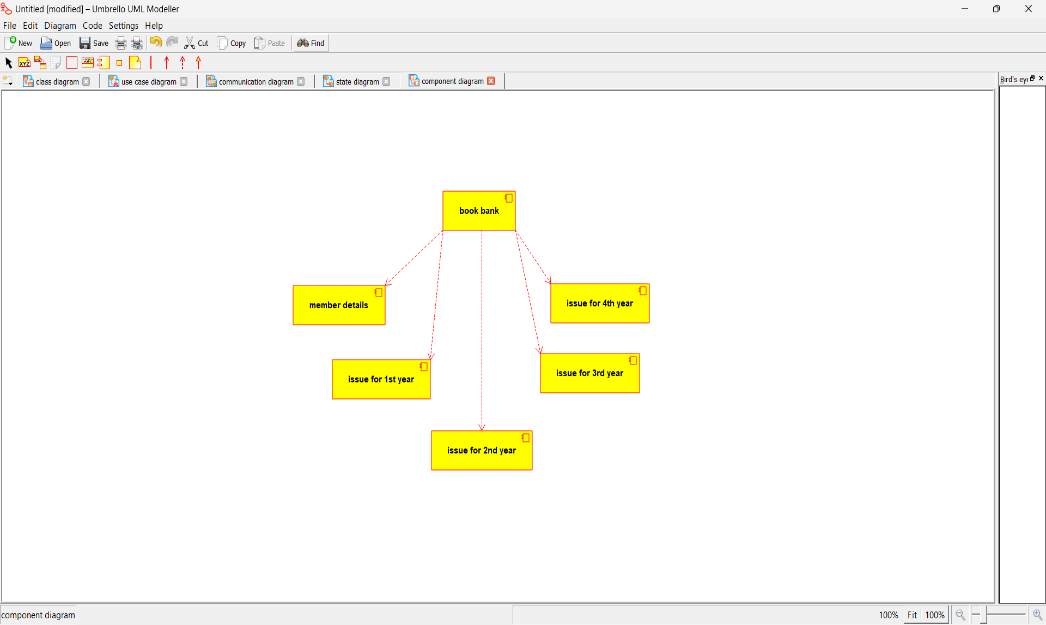 Untitled [modified] – Umbrello UML Modeller
File Edit Diagram Code Settings Help
New Open Save Cut Copy Paste Find
class diagram use case diagram communication diagram state diagram component diagram
Bird's eye
book bank
member details
issue for 4th year
issue for 3rd year
issue for 1st year
issue for 2nd year
component diagram
100% Fit 100%